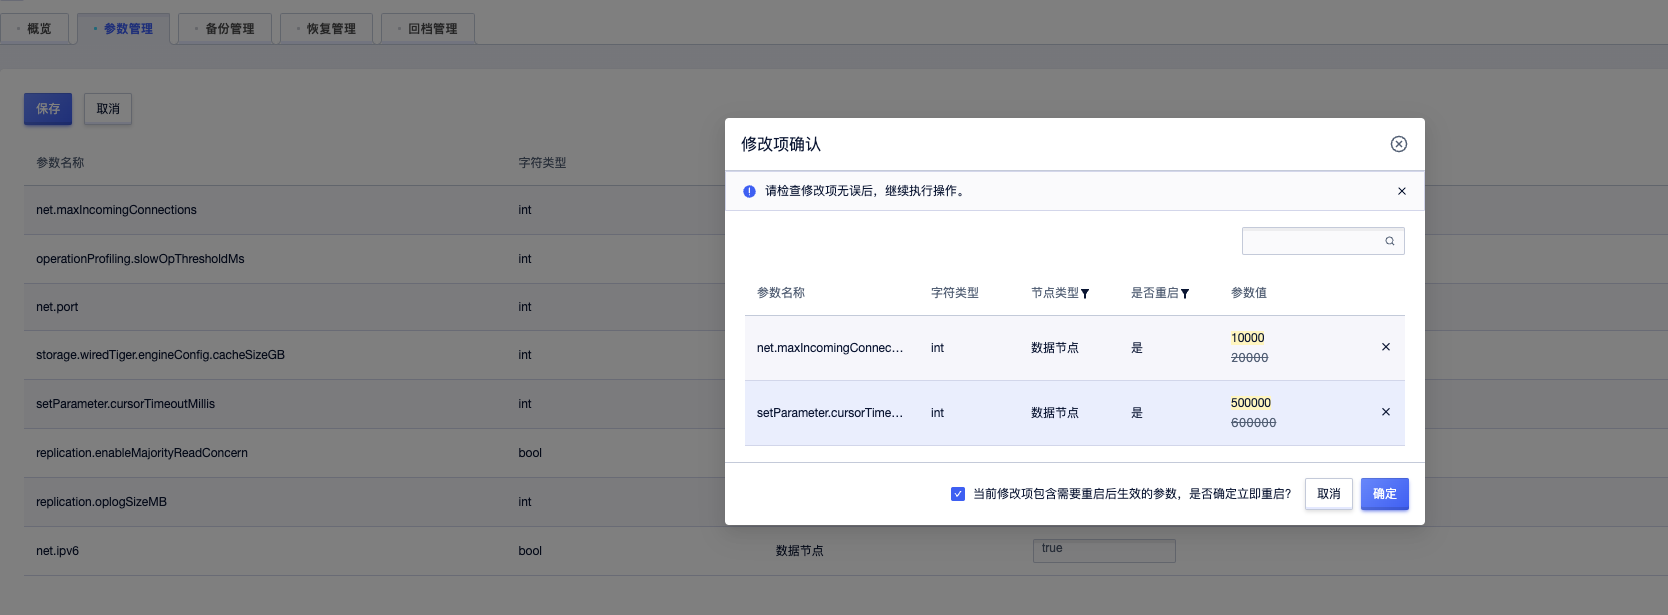 概览
参数管理
备份管理
恢复管理
回档管理
保存
取消
参数名称
字符类型
net.maxIncomingConnections
int
operationProfiling.slowOpThresholdMs
int
net.port
int
storage.wiredTiger.engineConfig.cacheSizeGB
int
setParameter.cursorTimeoutMillis
int
replication.enableMajorityReadConcern
bool
replication.oplogSizeMB
int
net.ipv6
bool
数据节点
true
修改项确认
请检查修改项无误后，继续执行操作。
参数名称
字符类型
节点类型
是否重启
参数值
net.maxIncomingConnec...
int
数据节点
是
10000
20000
setParameter.cursorTime...
int
数据节点
是
500000
600000
当前修改项包含需要重启后生效的参数，是否确定立即重启?
取消
确定